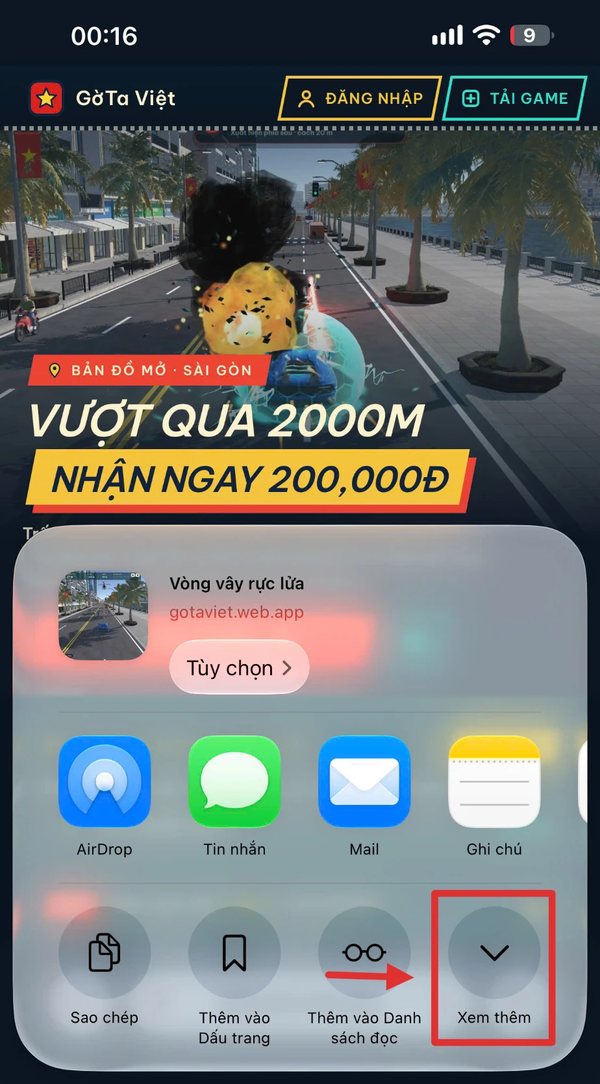 00:16
9
GờTa Việt
ĐĂNG NHẬP
TẢI GAME
BẢN ĐỒ MỞ · SÀI GÒN
VƯỢT QUA 2000M
NHẬN NGAY 200,000Đ
Vòng vây rực lửa
gotaviet.web.app
Tùy chọn
AirDrop
Tin nhắn
Mail
Ghi chú
Sao chép
Thêm vào
Dấu trang
Thêm vào Danh
sách đọc
Xem thêm